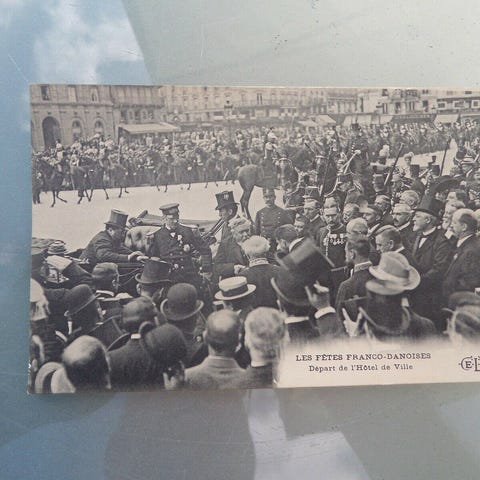 LES FÊTES FRANCO-DANOISES
Départ de l'Hôtel de Ville